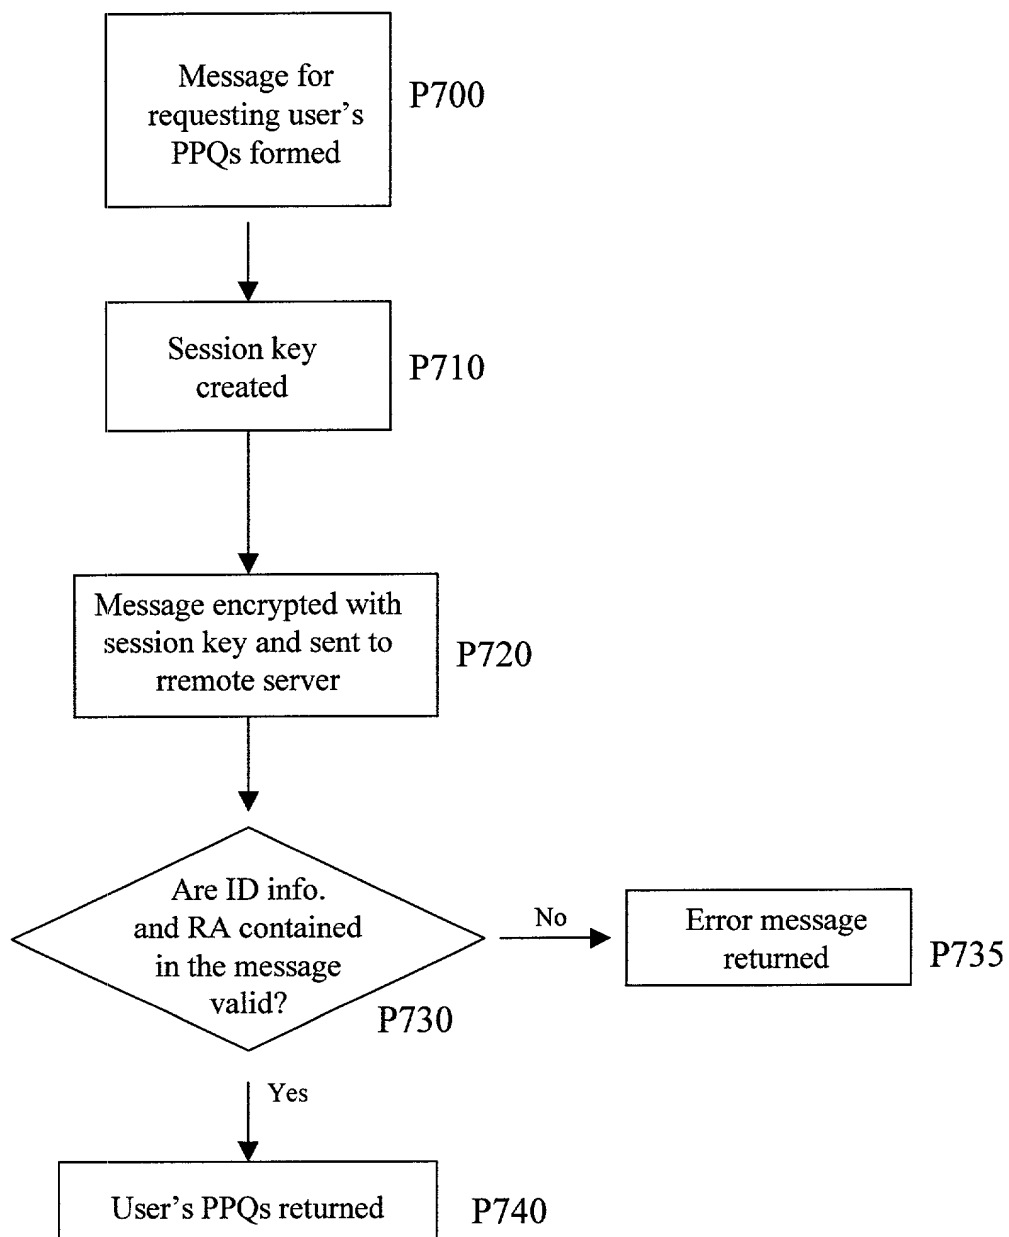 Message for
requesting user's
PPQs formed
P700
Session key
created
P710
Message encrypted with
session key and sent to
rremote server
P720
Are ID info.
and RA contained
in the message
valid?
P730
No
Error message
returned
P735
Yes
User's PPQs returned
P740